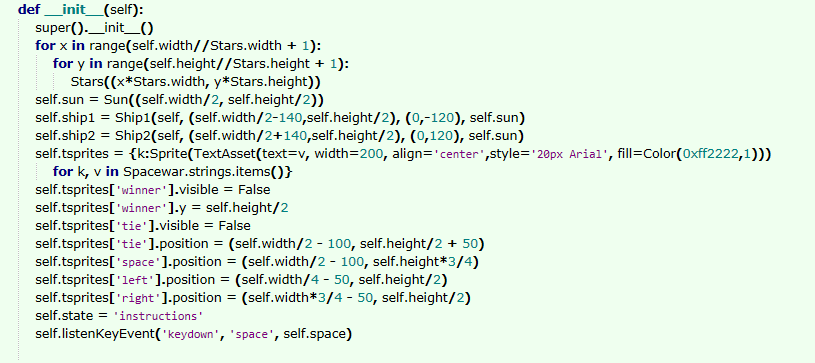 def __init__(self):
super().__init__()
for x in range(self.width//Stars.width + 1):
for y in range(self.height//Stars.height + 1):
Stars((x*Stars.width, y*Stars.height))
self.sun = Sun((self.width/2, self.height/2))
self.ship1 = Ship1(self, (self.width/2-140,self.height/2), (0,-120), self.sun)
self.ship2 = Ship2(self, (self.width/2+140,self.height/2), (0,120), self.sun)
self.tsprites = {k:Sprite(TextAsset(text=v, width=200, align='center',style='20px Arial', fill=Color(0xff2222,1)))
for k, v in Spacewar.strings.items()}
self.tsprites['winner'].visible = False
self.tsprites['winner'].y = self.height/2
self.tsprites['tie'].visible = False
self.tsprites['tie'].position = (self.width/2 - 100, self.height/2 + 50)
self.tsprites['space'].position = (self.width/2 - 100, self.height*3/4)
self.tsprites['left'].position = (self.width/4 - 50, self.height/2)
self.tsprites['right'].position = (self.width*3/4 - 50, self.height/2)
self.state = 'instructions'
self.listenKeyEvent('keydown', 'space', self.space)